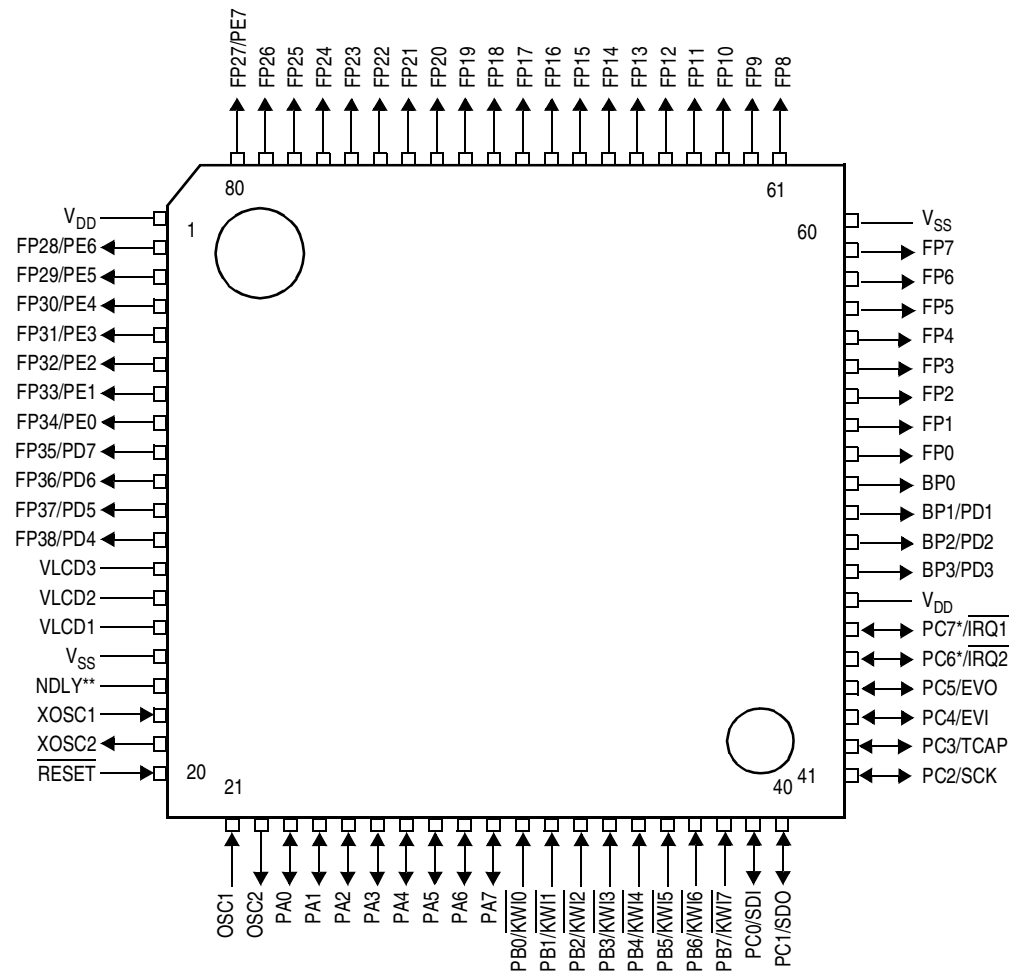 FP27/PE7
FP26
FP25
FP24
FP23
FP22
FP21
FP20
FP19
FP18
FP17
FP16
FP15
FP14
FP13
FP12
FP11
FP10
FP9
FP8
80
61
1
60
VDD
FP28/PE6
FP29/PE5
FP30/PE4
FP31/PE3
FP32/PE2
FP33/PE1
FP34/PE0
FP35/PD7
FP36/PD6
FP37/PD5
FP38/PD4
VLCD3
VLCD2
VLCD1
VSS
NDLY**
XOSC1
XOSC2
RESET
VSS
FP7
FP6
FP5
FP4
FP3
FP2
FP1
FP0
BP0
BP1/PD1
BP2/PD2
BP3/PD3
VDD
PC7*/IRQ1
PC6*/IRQ2
PC5/EVO
PC4/EVI
PC3/TCAP
PC2/SCK
20
21
40
41
OSC1
OSC2
PA0
PA1
PA2
PA3
PA4
PA5
PA6
PA7
PB0/KWI0
PB1/KWI1
PB2/KWI2
PB3/KWI3
PB4/KWI4
PB5/KWI5
PB6/KWI6
PB7/KWI7
PC0/SDI
PC1/SDO